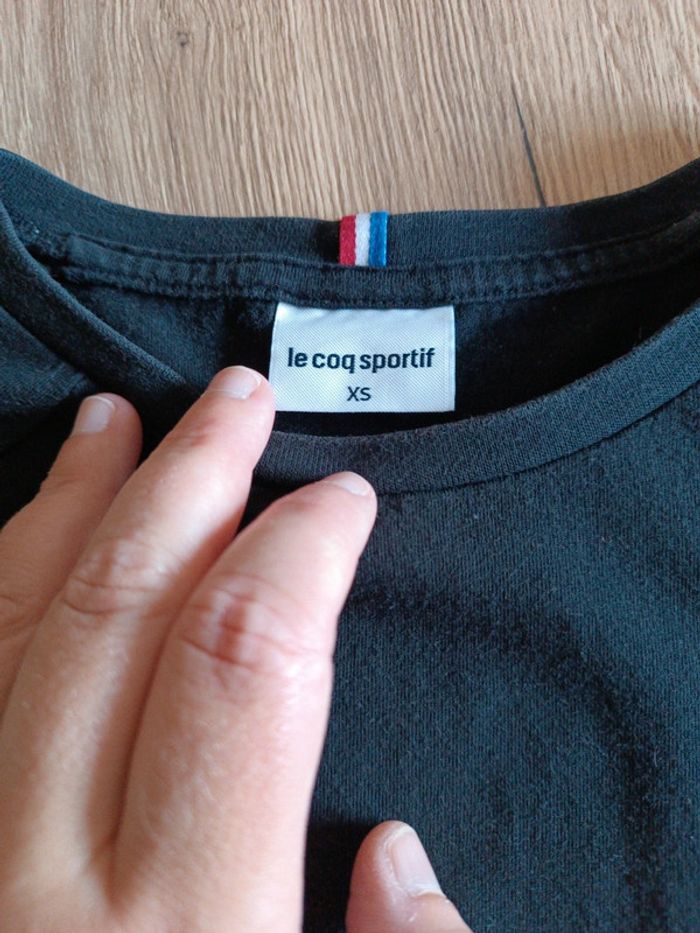 le coq sportif
XS